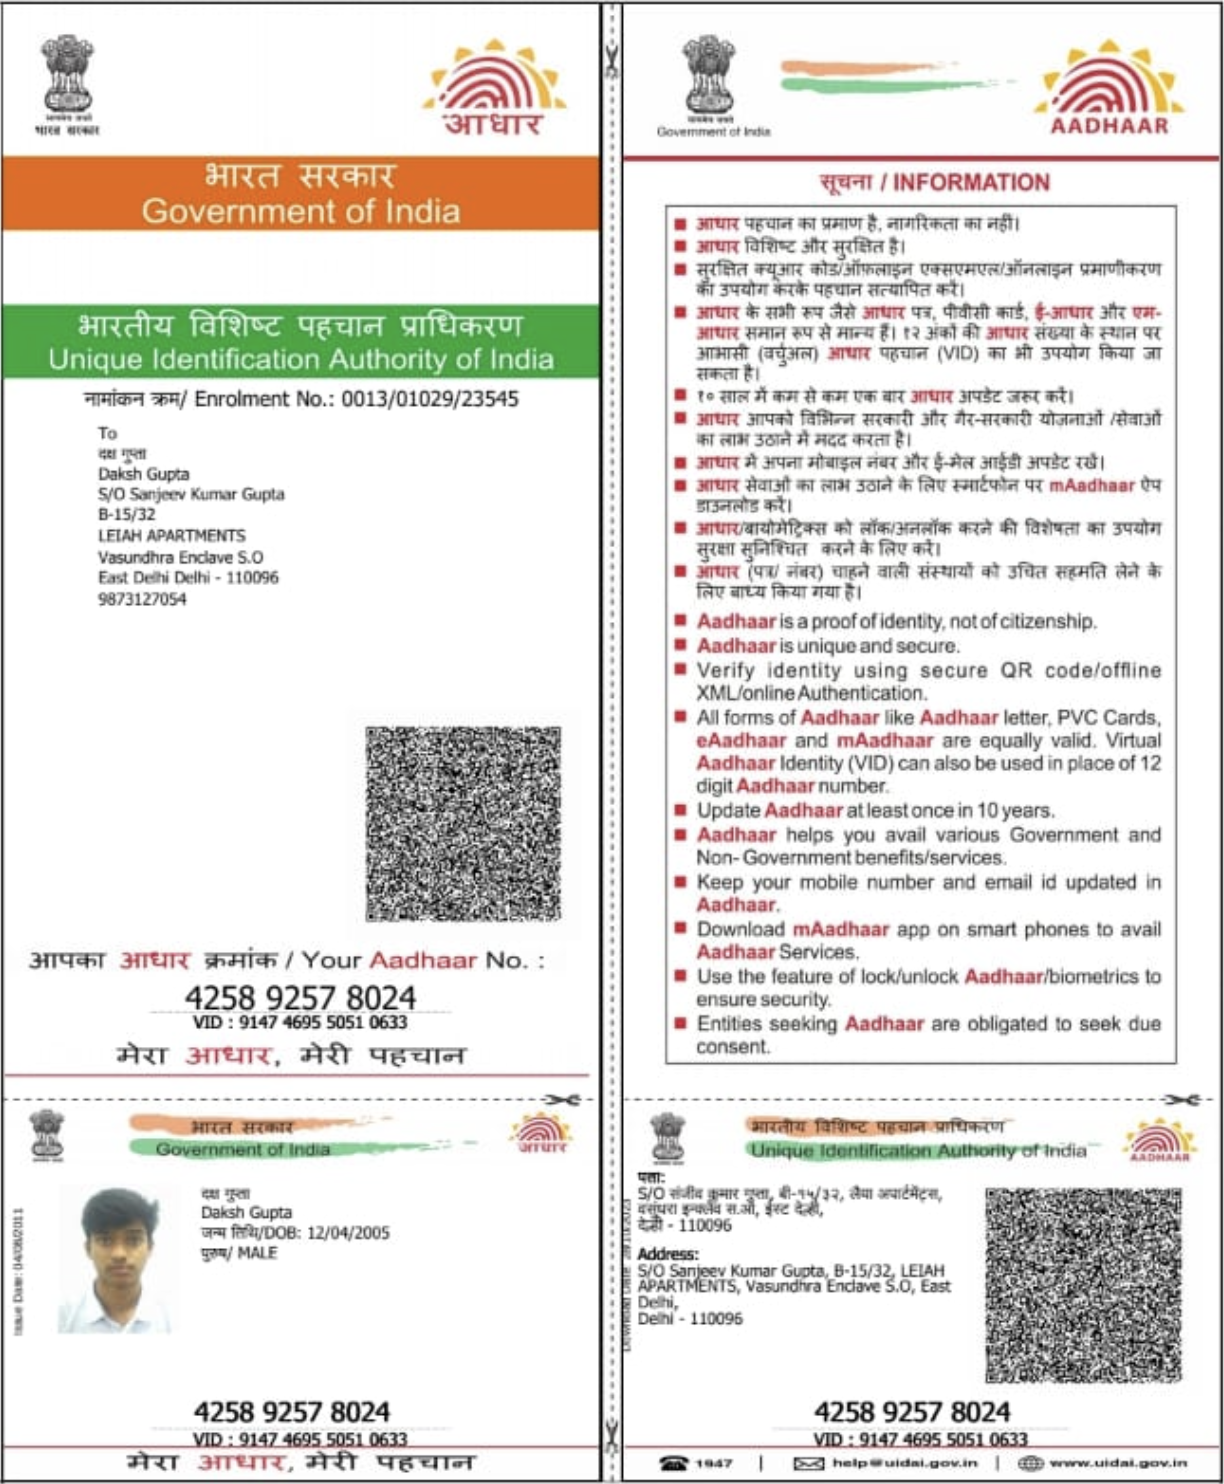 सत्यमेव जयते
भारत सरकार
आधार
भारत सरकार
Government of India
भारतीय विशिष्ट पहचान प्राधिकरण
Unique Identification Authority of India
नामांकन क्रम/ Enrolment No.: 0013/01029/23545
To
दक्ष गुप्ता
Daksh Gupta
S/O Sanjeev Kumar Gupta
B-15/32
LEIAH APARTMENTS
Vasundhra Enclave S.O
East Delhi Delhi - 110096
9873127054
आपका आधार क्रमांक / Your Aadhaar No. :
4258 9257 8024
VID : 9147 4695 5051 0633
मेरा आधार, मेरी पहचान
सत्यमेव जयते
Government of India
AADHAAR
सूचना / INFORMATION
■ आधार पहचान का प्रमाण है, नागरिकता का नहीं।
■ आधार विशिष्ट और सुरक्षित है।
■ सुरक्षित क्यूआर कोड/ऑफ़लाइन एक्सएमएल/ऑनलाइन प्रमाणीकरण
का उपयोग करके पहचान सत्यापित करें।
■ आधार के सभी रूप जैसे आधार पत्र, पीवीसी कार्ड, ई-आधार और एम-
आधार समान रूप से मान्य हैं। १२ अंकों की आधार संख्या के स्थान पर
आभासी (वर्चुअल) आधार पहचान (VID) का भी उपयोग किया जा
सकता है।
■ १० साल में कम से कम एक बार आधार अपडेट जरूर करें।
■ आधार आपको विभिन्न सरकारी और गैर-सरकारी योजनाओं /सेवाओं
का लाभ उठाने में मदद करता है।
■ आधार में अपना मोबाइल नंबर और ई-मेल आईडी अपडेट रखें।
■ आधार सेवाओं का लाभ उठाने के लिए स्मार्टफोन पर mAadhaar ऐप
डाउनलोड करें।
■ आधार/बायोमेट्रिक्स को लॉक/अनलॉक करने की विशेषता का उपयोग
सुरक्षा सुनिश्चित करने के लिए करें।
■ आधार (पत्र/ नंबर) चाहने वाली संस्थायों को उचित सहमति लेने के
लिए बाध्य किया गया है।
■ Aadhaar is a proof of identity, not of citizenship.
■ Aadhaar is unique and secure.
■ Verify identity using secure QR code/offline
XML/online Authentication.
■ All forms of Aadhaar like Aadhaar letter, PVC Cards,
eAadhaar and mAadhaar are equally valid. Virtual
Aadhaar Identity (VID) can also be used in place of 12
digit Aadhaar number.
■ Update Aadhaar at least once in 10 years.
■ Aadhaar helps you avail various Government and
Non- Government benefits/services.
■ Keep your mobile number and email id updated in
Aadhaar.
■ Download mAadhaar app on smart phones to avail
Aadhaar Services.
■ Use the feature of lock/unlock Aadhaar/biometrics to
ensure security.
■ Entities seeking Aadhaar are obligated to seek due
consent.
भारत सरकार
Government of India
आधार
Issue Date: 04/08/2011
दक्ष गुप्ता
Daksh Gupta
जन्म तिथि/DOB: 12/04/2005
पुरुष/ MALE
4258 9257 8024
VID : 9147 4695 5051 0633
मेरा आधार, मेरी पहचान
भारतीय विशिष्ट पहचान प्राधिकरण
Unique Identification Authority of India
AADHAAR
Download Date:
पता:
S/O संजीव कुमार गुप्ता, बी-१५/३२, लैया अपार्टमेंट्स,
वसुंधरा इन्क्लेव स.ओ, ईस्ट देल्ही,
देल्ही - 110096
Address:
S/O Sanjeev Kumar Gupta, B-15/32, LEIAH
APARTMENTS, Vasundhra Enclave S.O, East
Delhi,
Delhi - 110096
4258 9257 8024
VID : 9147 4695 5051 0633
1947 | help@uidai.gov.in | www.uidai.gov.in